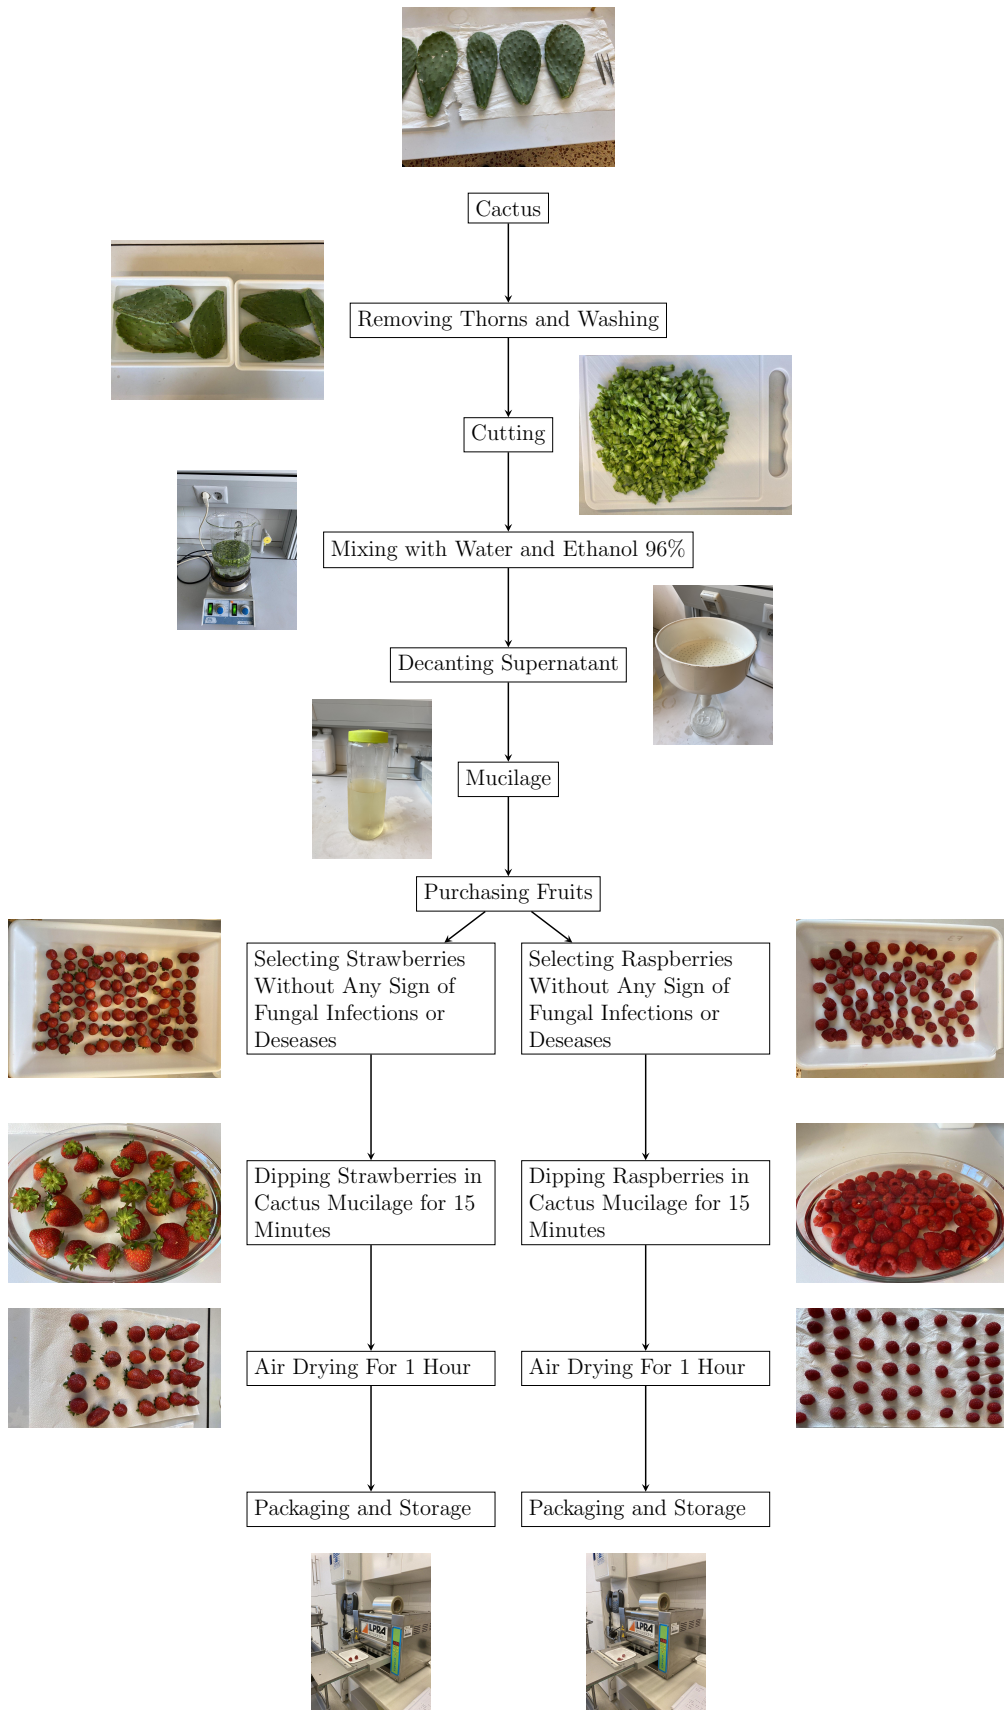 Cactus
Removing Thorns and Washing
Cutting
Mixing with Water and Ethanol 96%
Decanting Supernatant
Mucilage
Purchasing Fruits
Selecting Strawberries
Without Any Sign of
Fungal Infections or
Deseases
Selecting Raspberries
Without Any Sign of
Fungal Infections or
Deseases
Dipping Strawberries in
Cactus Mucilage for 15
Minutes
Dipping Raspberries in
Cactus Mucilage for 15
Minutes
Air Drying For 1 Hour
Air Drying For 1 Hour
Packaging and Storage
Packaging and Storage
ILPRA
ILPRA